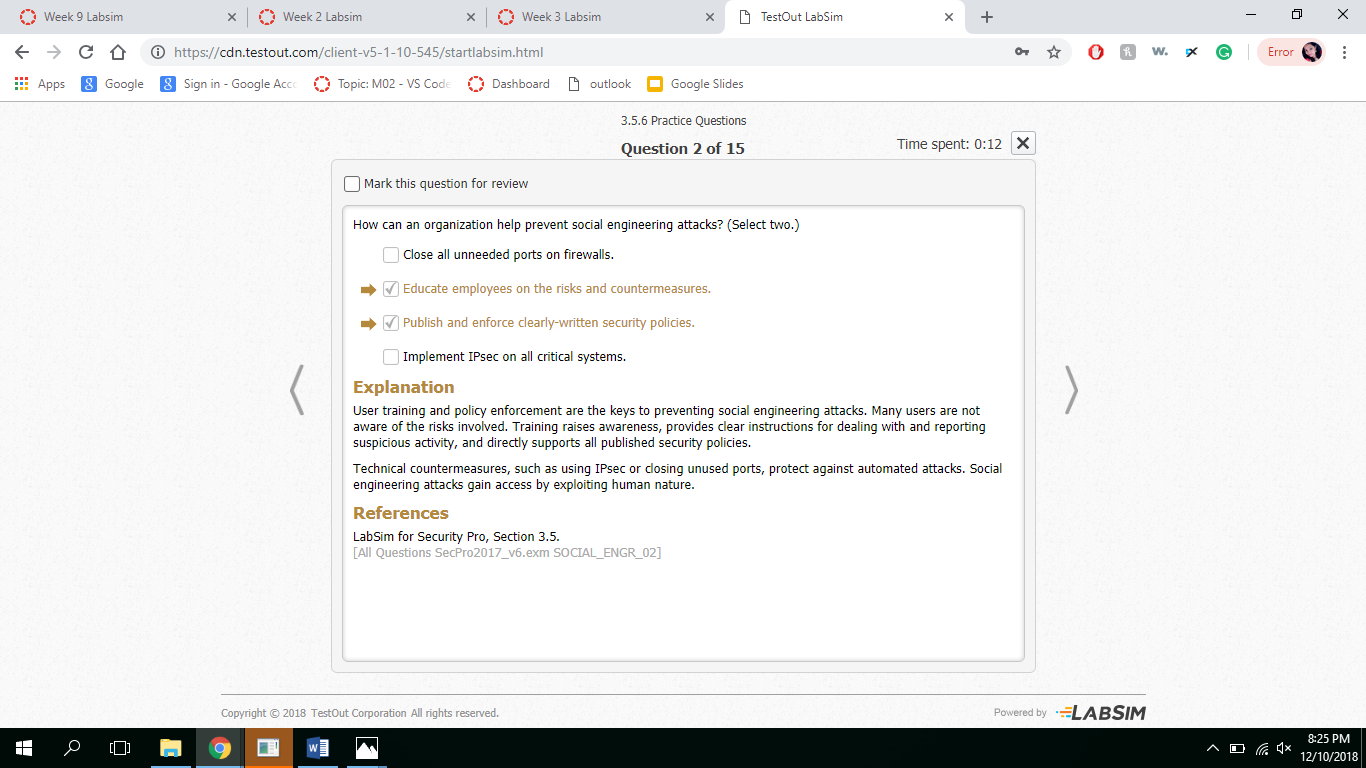 Week 9 Labsim
Week 2 Labsim
Week 3 Labsim
TestOut LabSim
https://cdn.testout.com/client-v5-1-10-545/startlabsim.html
Error
Apps
Google
Sign in - Google Acco
Topic: M02 - VS Code
Dashboard
outlook
Google Slides
3.5.6 Practice Questions
Question 2 of 15
Time spent: 0:12
Mark this question for review
How can an organization help prevent social engineering attacks? (Select two.)
Close all unneeded ports on firewalls.
Educate employees on the risks and countermeasures.
Publish and enforce clearly-written security policies.
Implement IPsec on all critical systems.
Explanation
User training and policy enforcement are the keys to preventing social engineering attacks. Many users are not
aware of the risks involved. Training raises awareness, provides clear instructions for dealing with and reporting
suspicious activity, and directly supports all published security policies.
Technical countermeasures, such as using IPsec or closing unused ports, protect against automated attacks. Social
engineering attacks gain access by exploiting human nature.
References
LabSim for Security Pro, Section 3.5.
[All Questions SecPro2017_v6.exm SOCIAL_ENGR_02]
Copyright © 2018 TestOut Corporation All rights reserved.
Powered by LABSIM
8:25 PM
12/10/2018